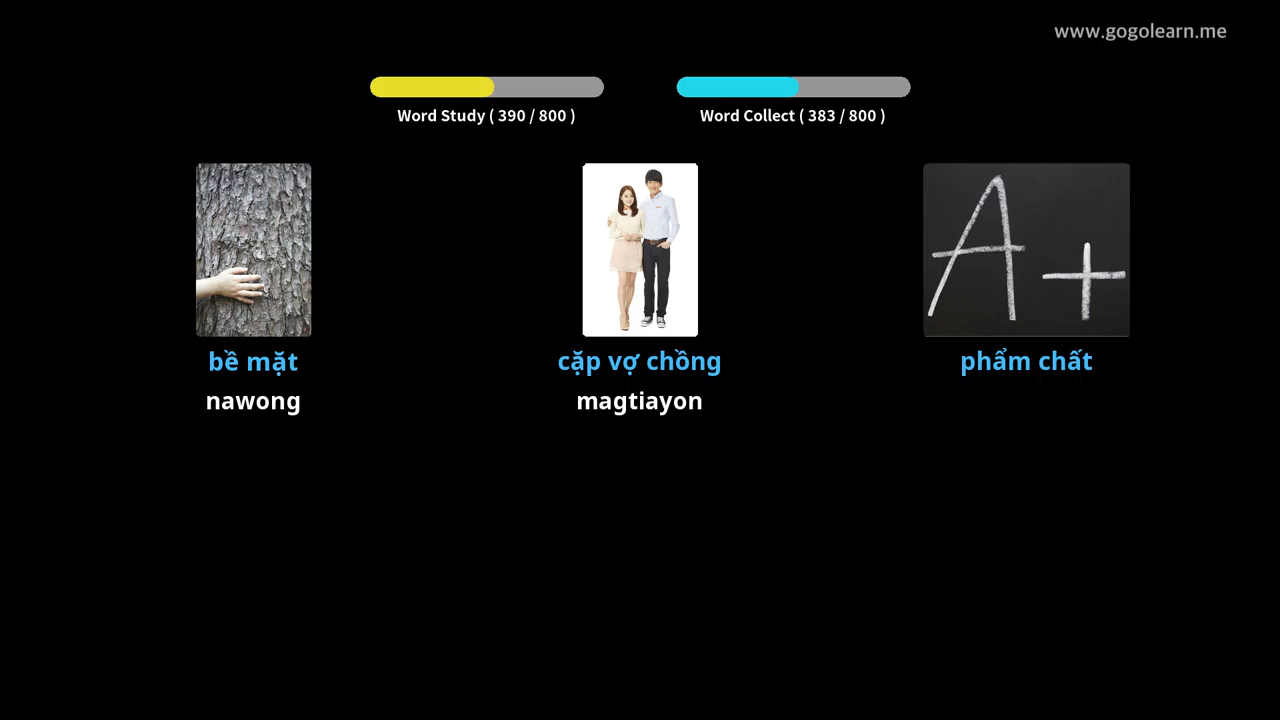 www.gogolearn.me
Word Study ( 390 / 800 )
Word Collect ( 383 / 800 )
A+
bề mặt
cặp vợ chồng
phẩm chất
nawong
magtiayon